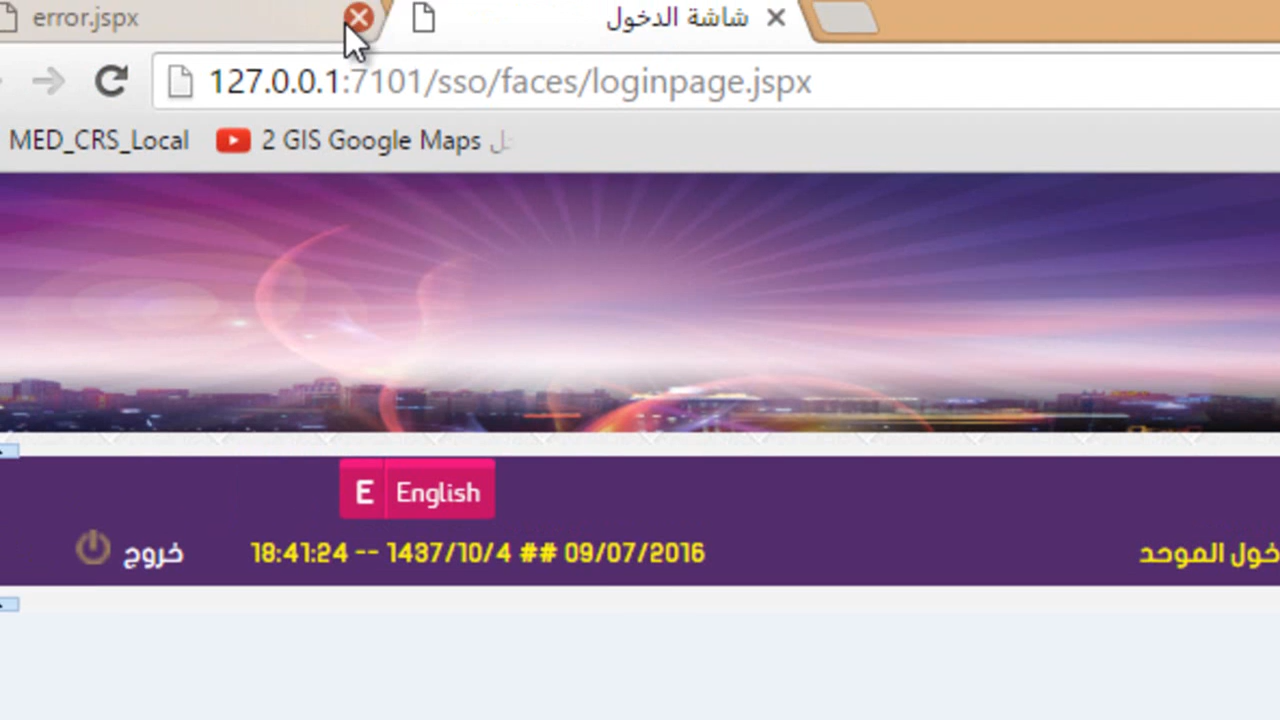 error.jspx
شاشة الدخول
127.0.0.1:7101/sso/faces/loginpage.jspx
MED_CRS_Local
2 GIS Google Maps
E English
خروج
18:41:24 -- 1437/10/4 ## 09/07/2016
الموحد